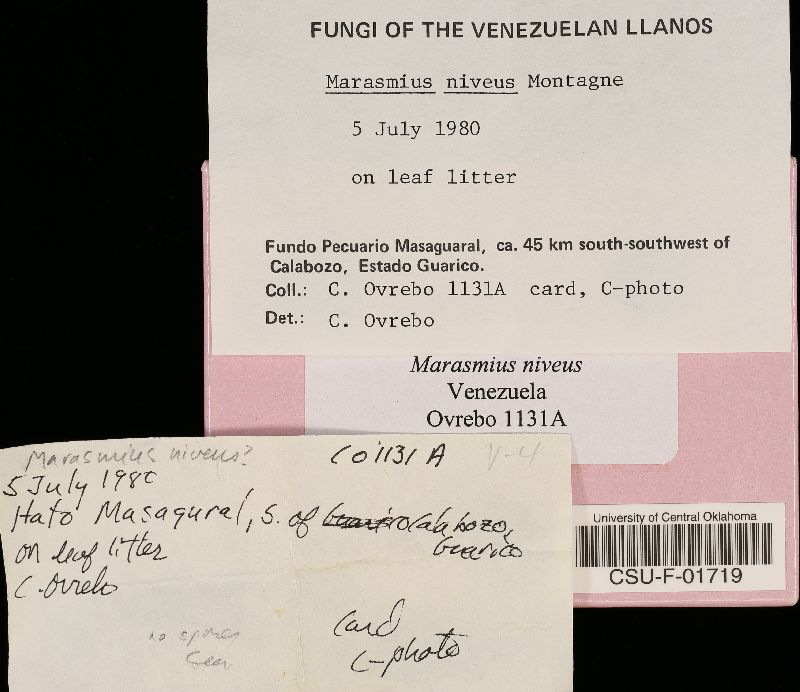 FUNGI OF THE VENEZUELAN LLANOS
Marasmius niveus Montagne
5 July 1980
on leaf litter
Fundo Pecuario Masaguaral, ca. 45 km south-southwest of
Calabozo, Estado Guarico.
Coll.: C. Ovrebo 1131A card, C-photo
Det.: C. Ovrebo
Marasmius niveus
Venezuela
Ovrebo 1131A
Marasmius niveus? CO1131 A V-4
5 July 1980
Hato Masagural, S. of Calabozo,
Guarico
on leaf litter
C. Ovrebo
no spores
seen
card
C-photo
University of Central Oklahoma
CSU-F-01719